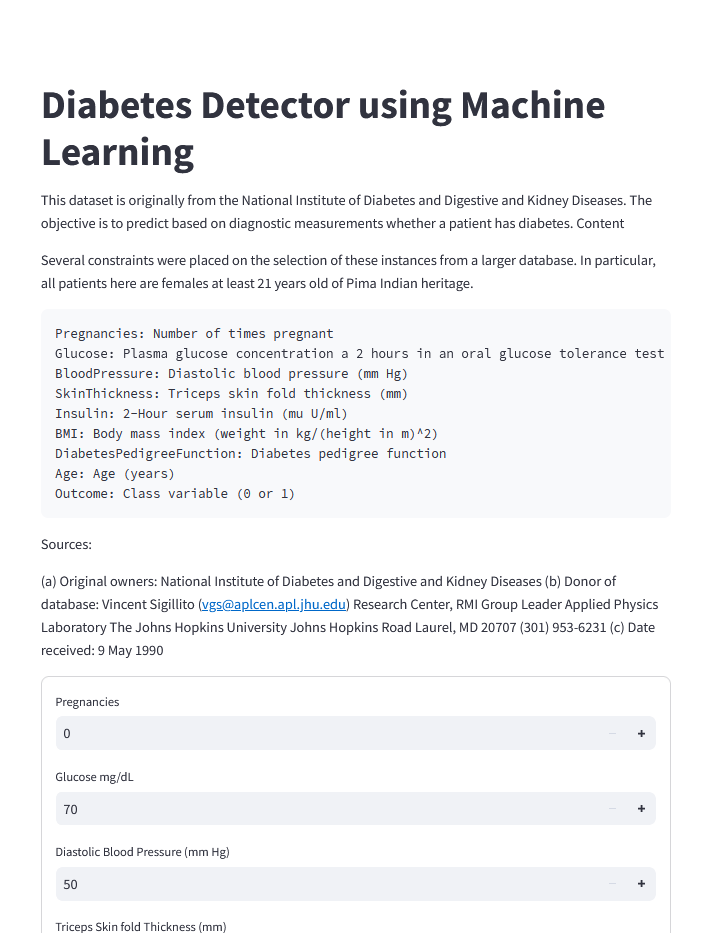 Diabetes Detector using Machine
Learning
This dataset is originally from the National Institute of Diabetes and Digestive and Kidney Diseases. The
objective is to predict based on diagnostic measurements whether a patient has diabetes. Content
Several constraints were placed on the selection of these instances from a larger database. In particular,
all patients here are females at least 21 years old of Pima Indian heritage.
Pregnancies: Number of times pregnant
Glucose: Plasma glucose concentration a 2 hours in an oral glucose tolerance test
BloodPressure: Diastolic blood pressure (mm Hg)
SkinThickness: Triceps skin fold thickness (mm)
Insulin: 2-Hour serum insulin (mu U/ml)
BMI: Body mass index (weight in kg/(height in m)^2)
DiabetesPedigreeFunction: Diabetes pedigree function
Age: Age (years)
Outcome: Class variable (0 or 1)
Sources:
(a) Original owners: National Institute of Diabetes and Digestive and Kidney Diseases (b) Donor of
database: Vincent Sigillito (vgs@aplcen.apl.jhu.edu) Research Center, RMI Group Leader Applied Physics
Laboratory The Johns Hopkins University Johns Hopkins Road Laurel, MD 20707 (301) 953-6231 (c) Date
received: 9 May 1990
Pregnancies
0
Glucose mg/dL
70
Diastolic Blood Pressure (mm Hg)
50
Triceps Skin fold Thickness (mm)